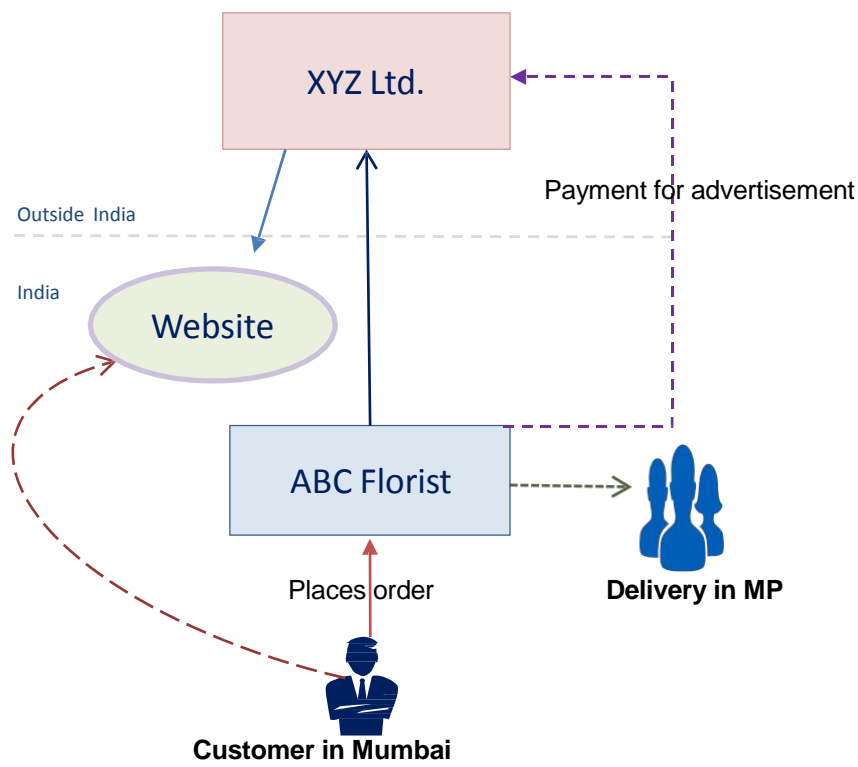 XYZ Ltd.
Payment for advertisement
Outside India
India
Website
ABC Florist
Places order
Delivery in MP
Customer in Mumbai